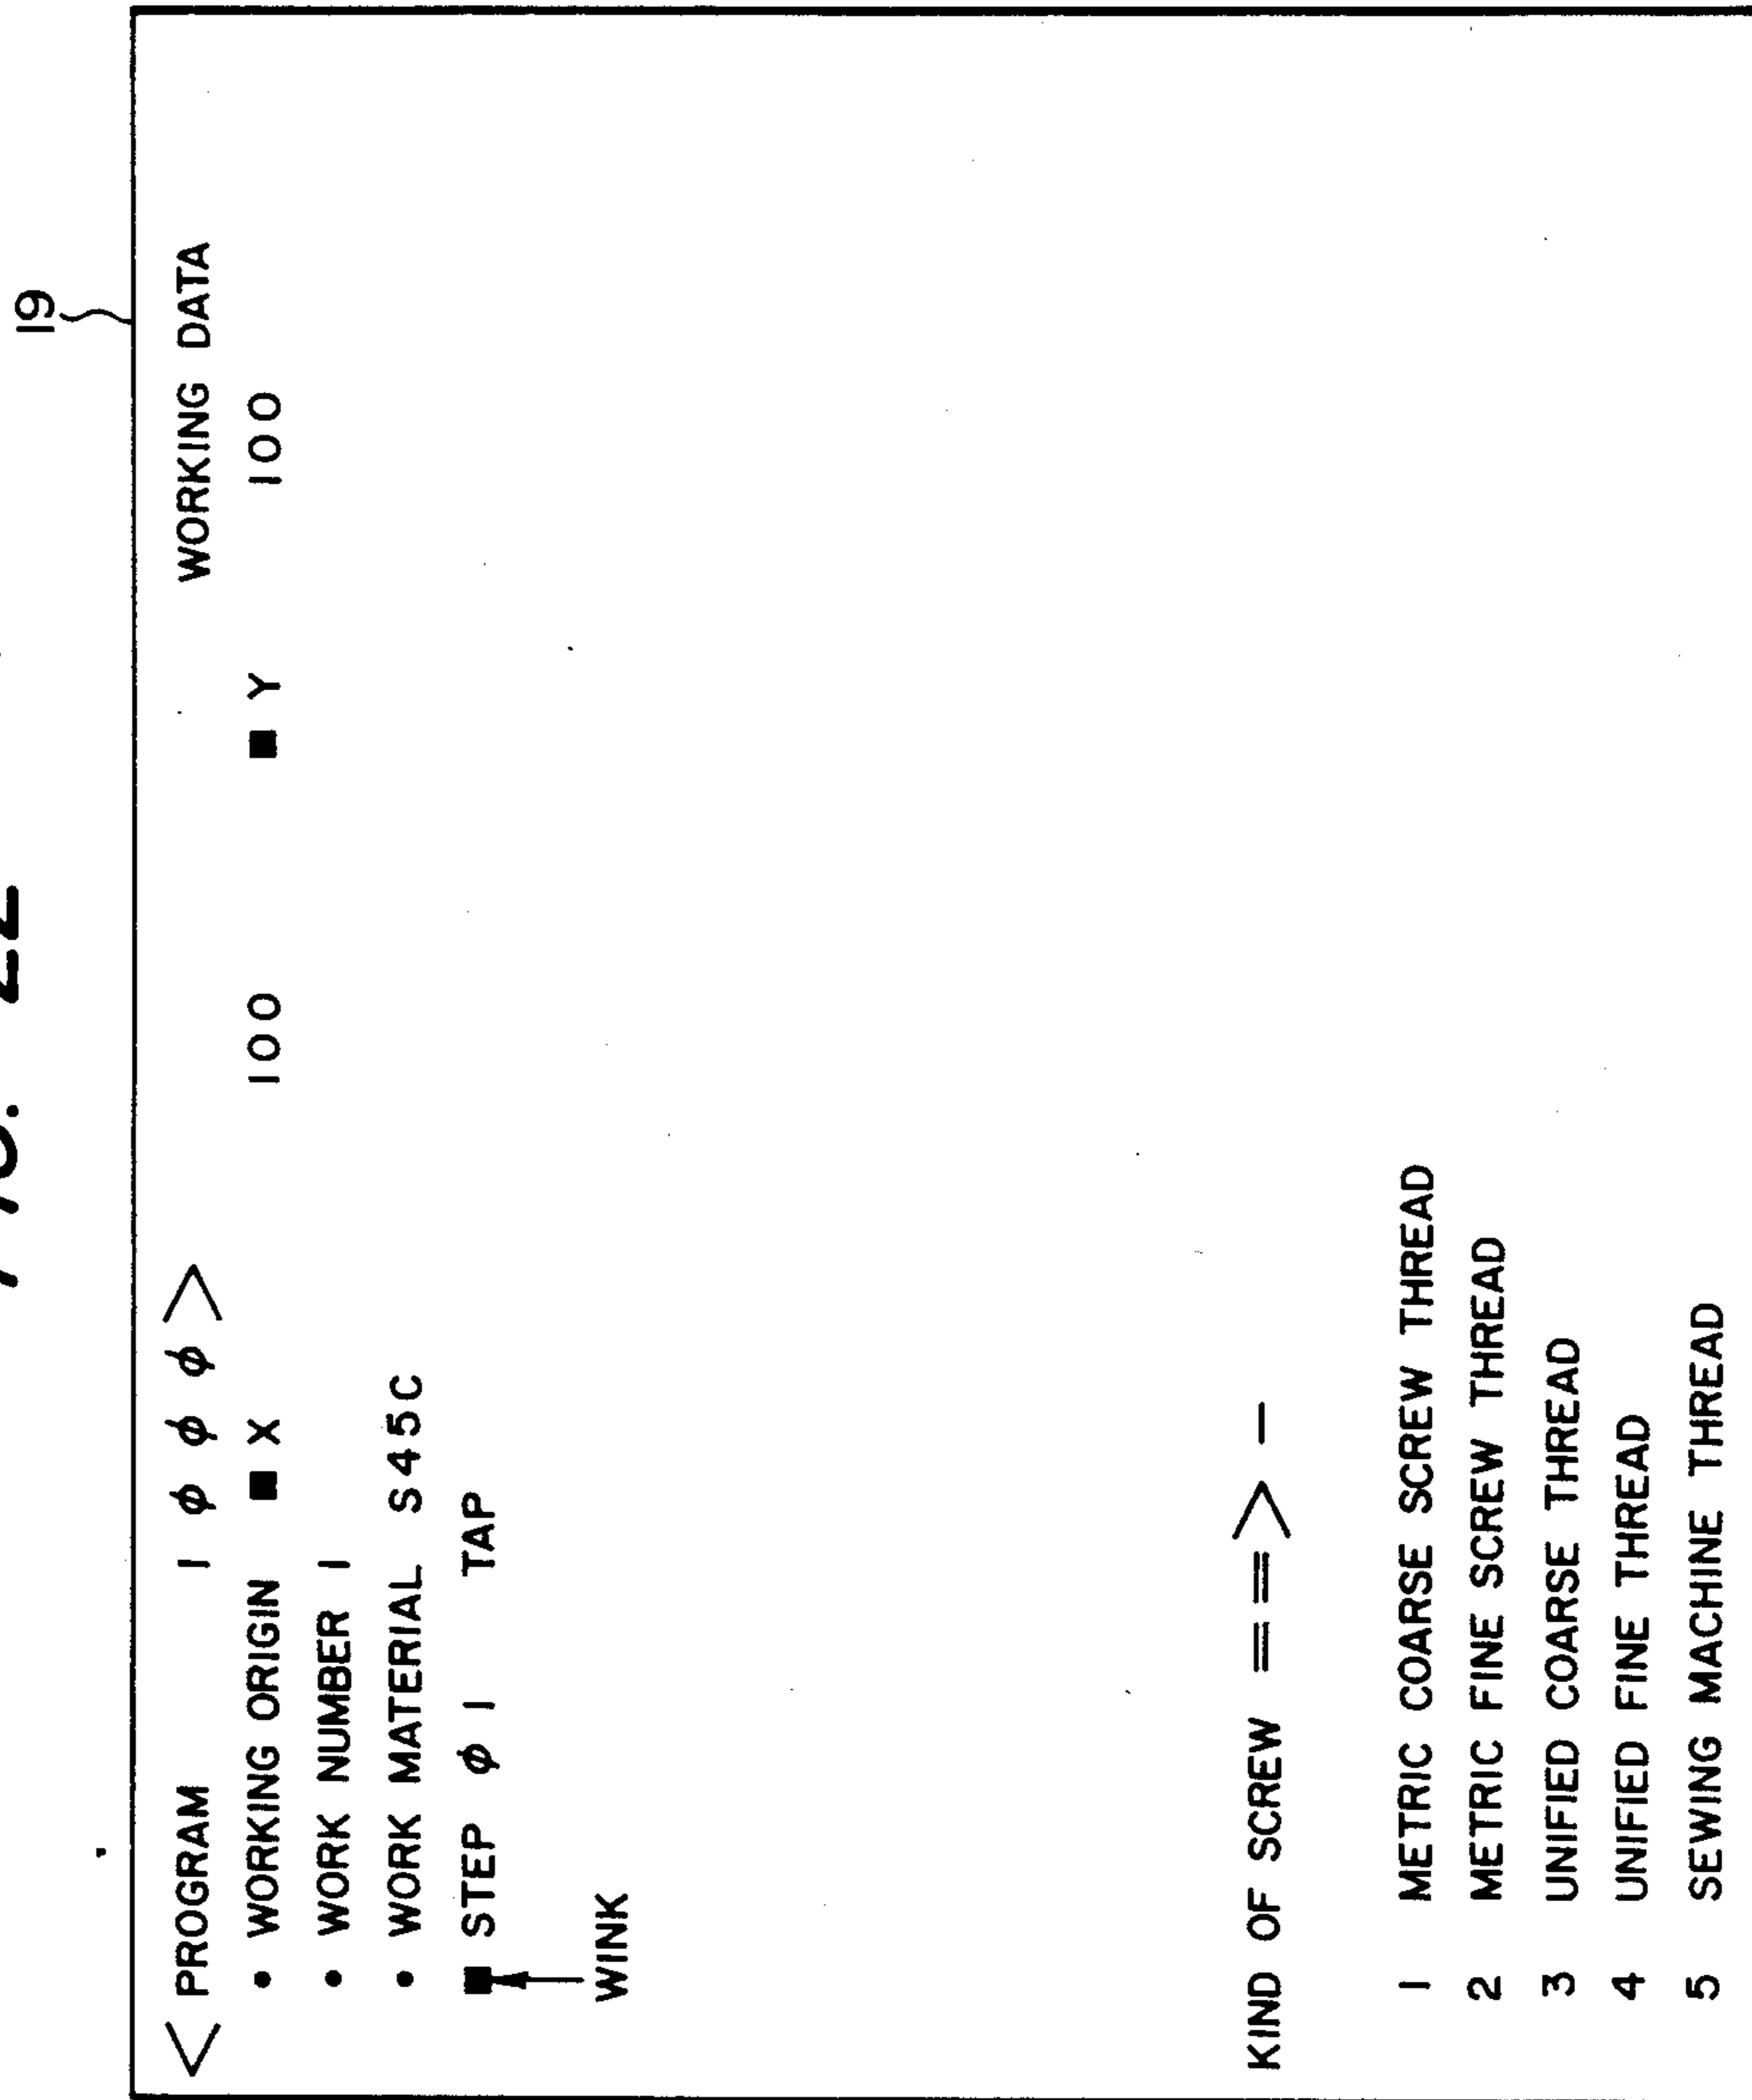 19
< PROGRAM 1 ϕ ϕ ϕ > WORKING DATA
• WORKING ORIGIN ■ X 100 ■ Y 100
• WORK NUMBER 1
• WORK MATERIAL S45C
■ STEP ϕ 1 TAP
WINK
KIND OF SCREW = = => –
1 METRIC COARSE SCREW THREAD
2 METRIC FINE SCREW THREAD
3 UNIFIED COARSE THREAD
4 UNIFIED FINE THREAD
5 SEWING MACHINE THREAD